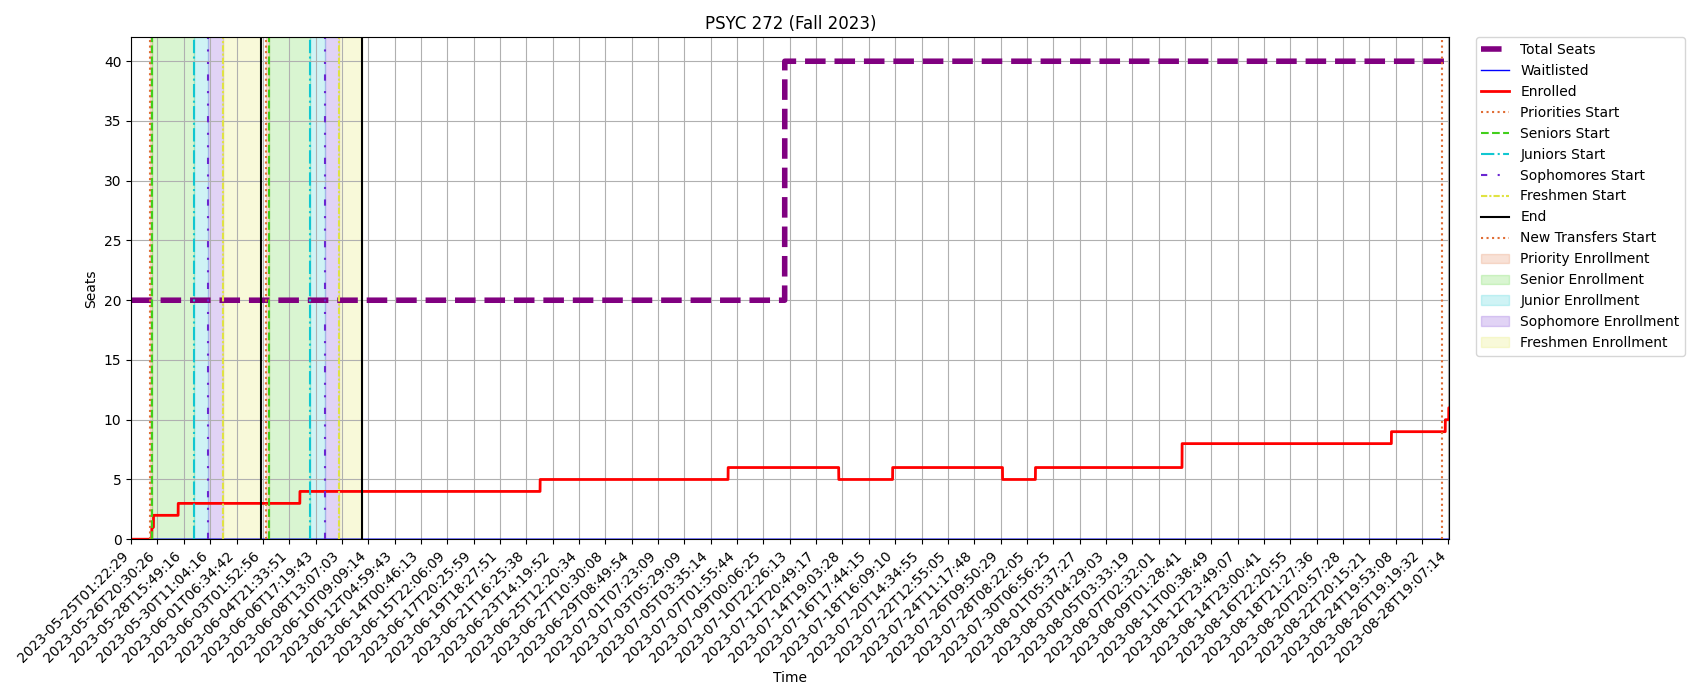 PSYC 272 (Fall 2023)
Seats
40
35
30
25
20
15
10
5
0
2023-05-25T01:22:29
2023-05-26T20:30:26
2023-05-28T15:49:16
2023-05-30T11:04:16
2023-06-01T06:34:42
2023-06-03T01:52:56
2023-06-04T21:33:51
2023-06-06T17:19:43
2023-06-08T13:07:03
2023-06-10T09:09:14
2023-06-12T04:59:43
2023-06-14T00:46:13
2023-06-15T22:06:09
2023-06-17T20:25:59
2023-06-19T18:27:51
2023-06-21T16:25:38
2023-06-23T14:19:52
2023-06-25T12:20:34
2023-06-27T10:30:08
2023-06-29T08:49:54
2023-07-01T07:23:09
2023-07-03T05:29:09
2023-07-05T03:35:14
2023-07-07T01:55:44
2023-07-09T00:06:25
2023-07-10T22:26:13
2023-07-12T20:49:17
2023-07-14T19:03:28
2023-07-16T17:44:15
2023-07-18T16:09:10
2023-07-20T14:34:55
2023-07-22T12:55:05
2023-07-24T11:17:48
2023-07-26T09:50:29
2023-07-28T08:22:05
2023-07-30T06:56:25
2023-08-01T05:37:27
2023-08-03T04:29:03
2023-08-05T03:33:19
2023-08-07T02:32:01
2023-08-09T01:28:41
2023-08-11T00:38:49
2023-08-12T23:49:07
2023-08-14T23:00:41
2023-08-16T22:20:55
2023-08-18T21:27:36
2023-08-20T20:57:28
2023-08-22T20:15:21
2023-08-24T19:53:08
2023-08-26T19:19:32
2023-08-28T19:07:14
Time
Total Seats
Waitlisted
Enrolled
Priorities Start
Seniors Start
Juniors Start
Sophomores Start
Freshmen Start
End
New Transfers Start
Priority Enrollment
Senior Enrollment
Junior Enrollment
Sophomore Enrollment
Freshmen Enrollment